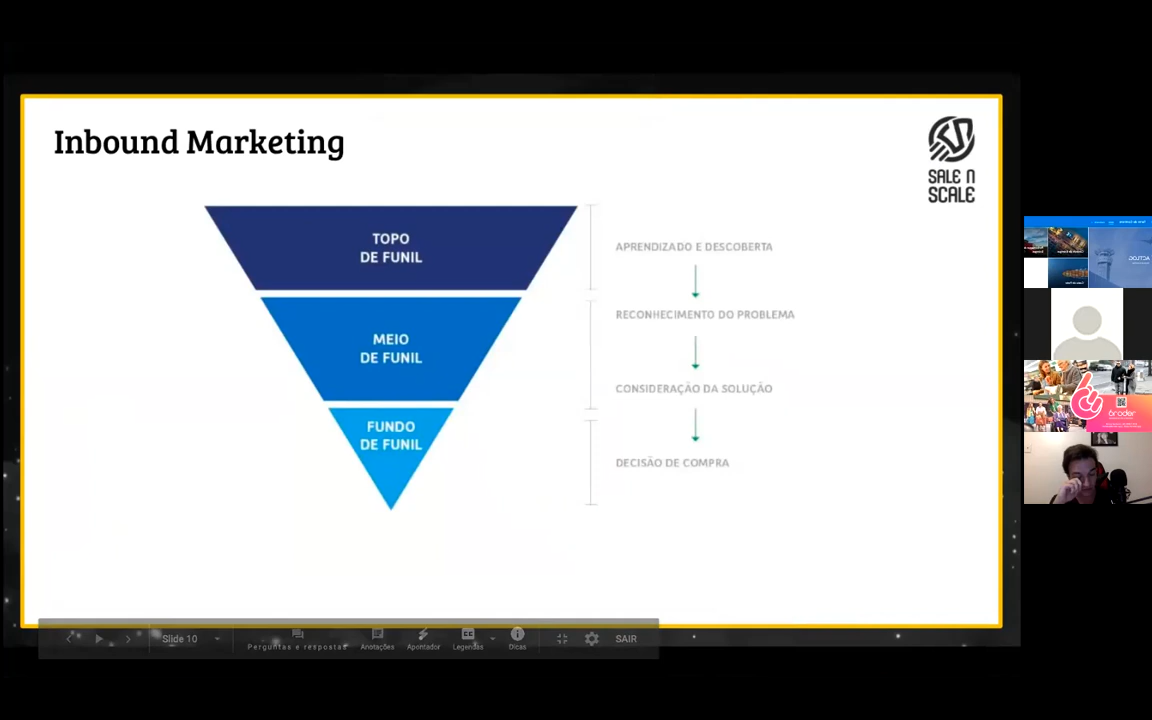 Inbound Marketing
SALE N
SCALE
TOPO
DE FUNIL
MEIO
DE FUNIL
FUNDO
DE FUNIL
APRENDIZADO E DESCOBERTA
RECONHECIMENTO DO PROBLEMA
CONSIDERAÇÃO DA SOLUÇÃO
DECISÃO DE COMPRA
Slide 10
Perguntas e respostas
Anotações
Apontador
Legendas
Dicas
SAIR
broder